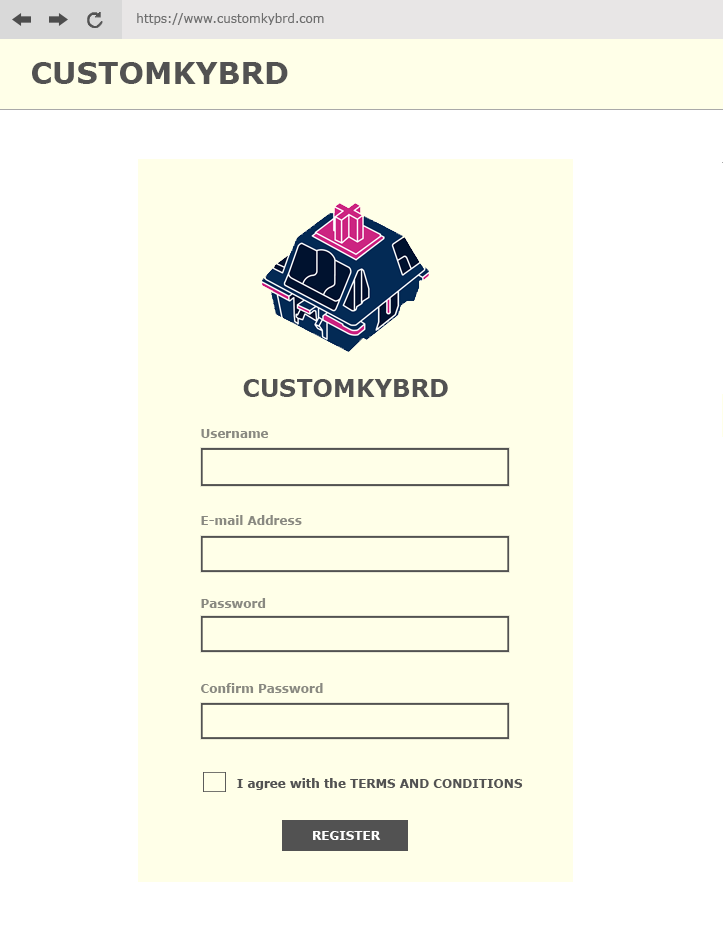 https://www.customkybrd.com
CUSTOMKYBRD
CUSTOMKYBRD
Username
E-mail Address
Password
Confirm Password
I agree with the TERMS AND CONDITIONS
REGISTER